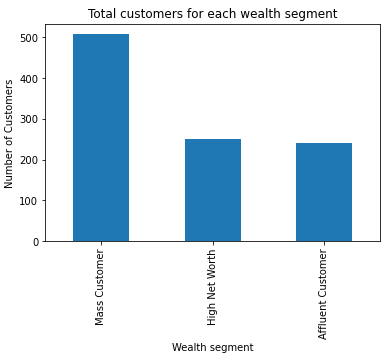 Total customers for each wealth segment
Number of Customers
500
400
300
200
100
0
Mass Customer
High Net Worth
Affluent Customer
Wealth segment